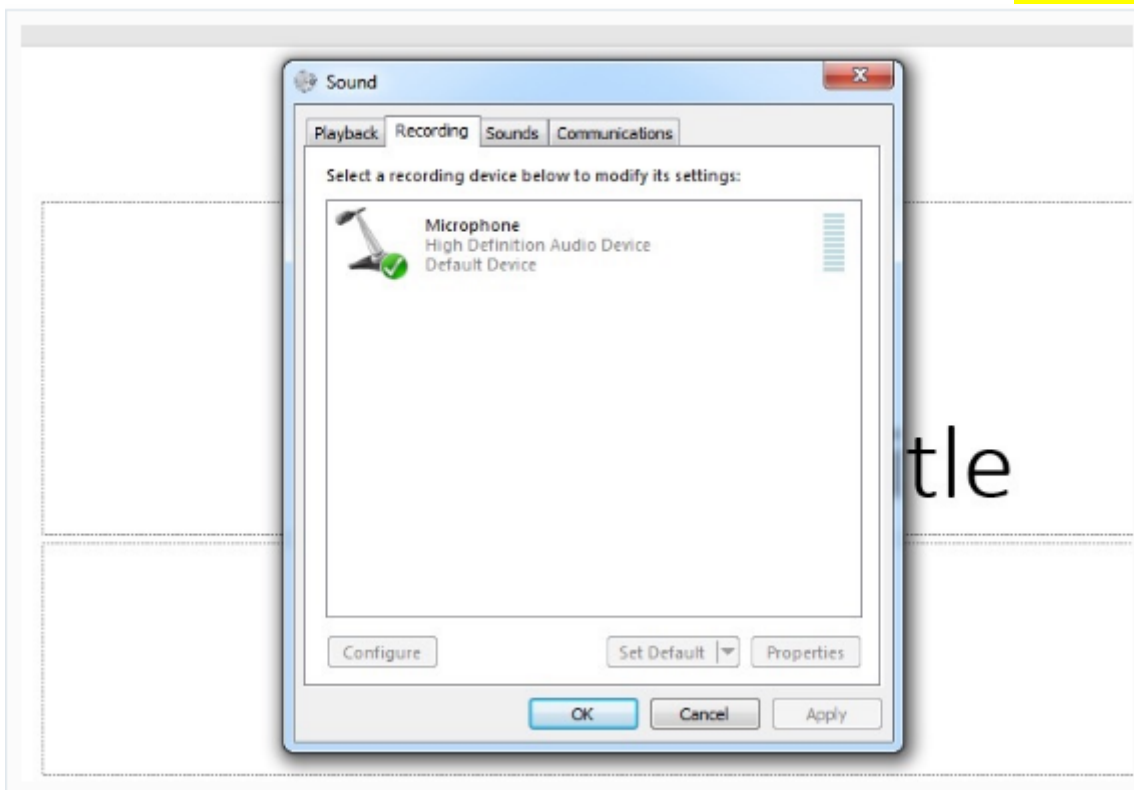 Sound
Playback Recording Sounds Communications
Select a recording device below to modify its settings:
Microphone
High Definition Audio Device
Default Device
tle
Configure Set Default Properties
OK Cancel Apply